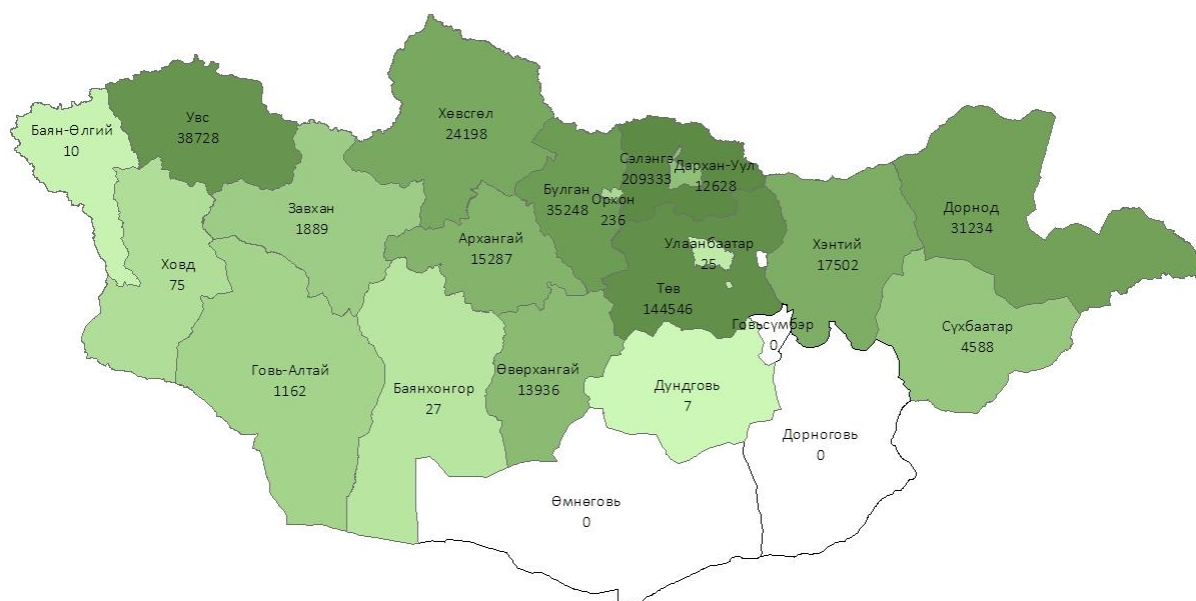 Баян-Өлгий
10
Увс
38728
Хөвсгөл
24198
Ховд
75
Завхан
1889
Говь-Алтай
1162
Баянхонгор
27
Архангай
15287
Өвөрхангай
13936
Булган
35248
Орхон
236
Сэлэнгэ
209333
Дархан-Уул
12628
Улаанбаатар
25
Төв
144546
Говьсүмбэр
0
Дундговь
7
Өмнөговь
0
Дорноговь
0
Хэнтий
17502
Дорнод
31234
Сүхбаатар
4588